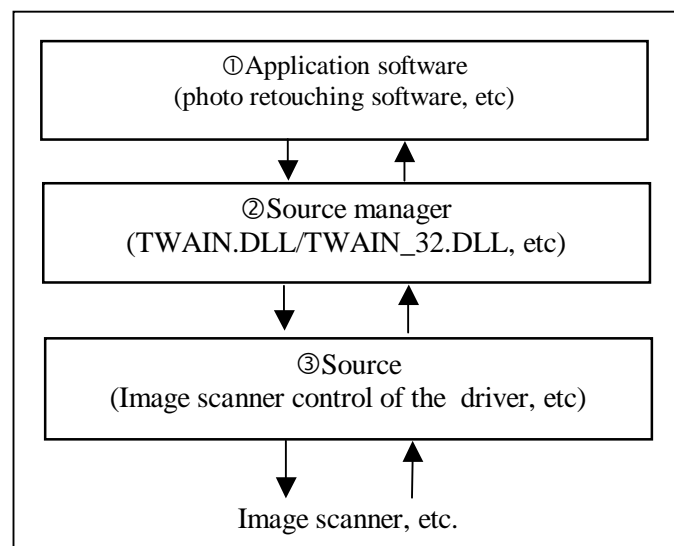 ①Application software
(photo retouching software, etc)
②Source manager
(TWAIN.DLL/TWAIN_32.DLL, etc)
③Source
(Image scanner control of the driver, etc)
Image scanner, etc.